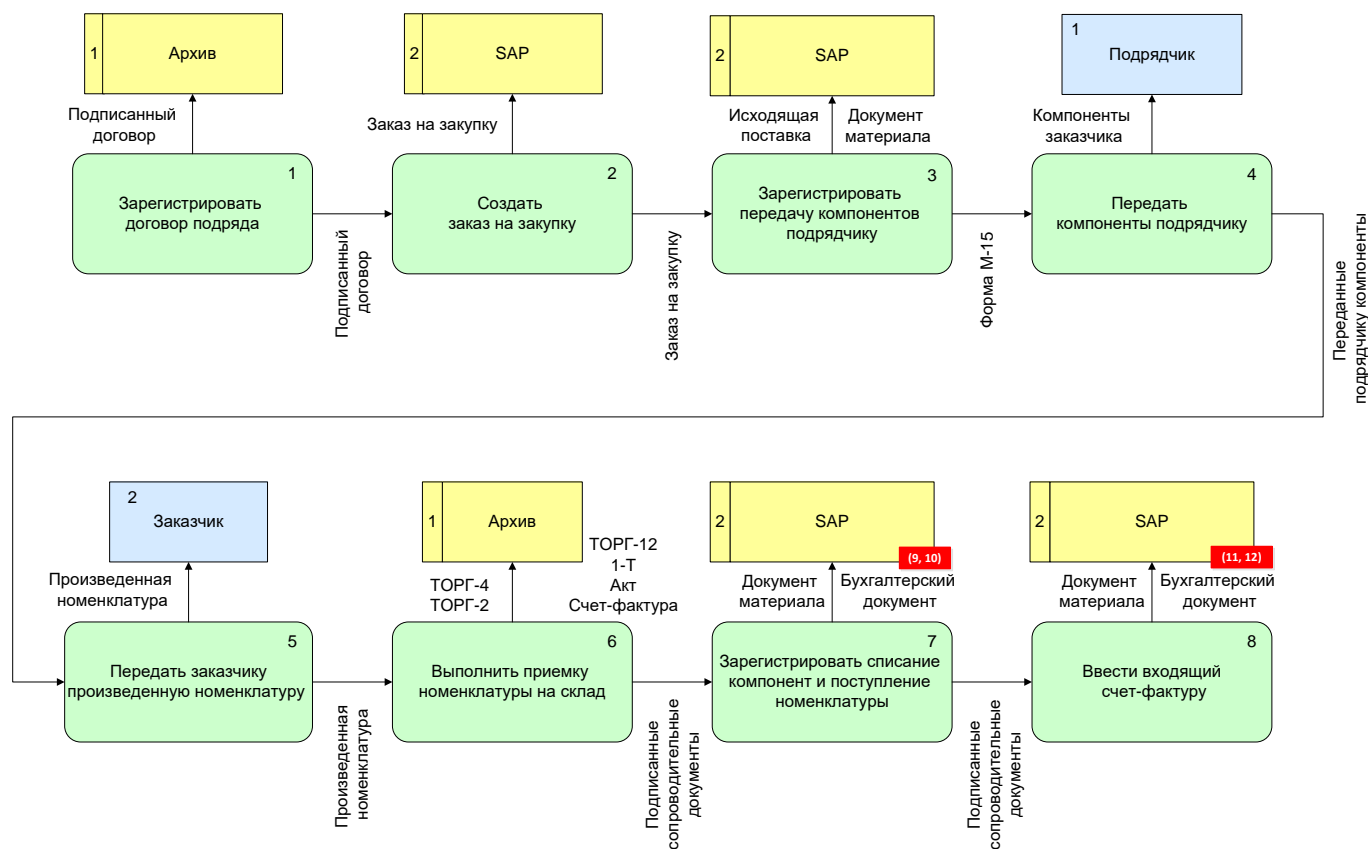 1
Архив
2
SAP
2
SAP
1
Подрядчик
Подписанный
договор
Заказ на закупку
Исходящая
поставка
Документ
материала
Компоненты
заказчика
1
Зарегистрировать
договор подряда
Подписанный
договор
2
Создать
заказ на закупку
Заказ на закупку
3
Зарегистрировать
передачу компонентов
подрядчику
Форма М-15
4
Передать
компоненты подрядчику
Переданные
подрядчику компоненты
2
Заказчик
1
Архив
2
SAP
(9, 10)
2
SAP
(11, 12)
Произведенная
номенклатура
ТОРГ-4
ТОРГ-2
ТОРГ-12
1-Т
Акт
Счет-фактура
Документ
материала
Бухгалтерский
документ
Документ
материала
Бухгалтерский
документ
5
Передать заказчику
произведенную номенклатуру
Произведенная
номенклатура
6
Выполнить приемку
номенклатуры на склад
Подписанные
сопроводительные
документы
7
Зарегистрировать списание
компонент и поступление
номенклатуры
Подписанные
сопроводительные
документы
8
Ввести входящий
счет-фактуру